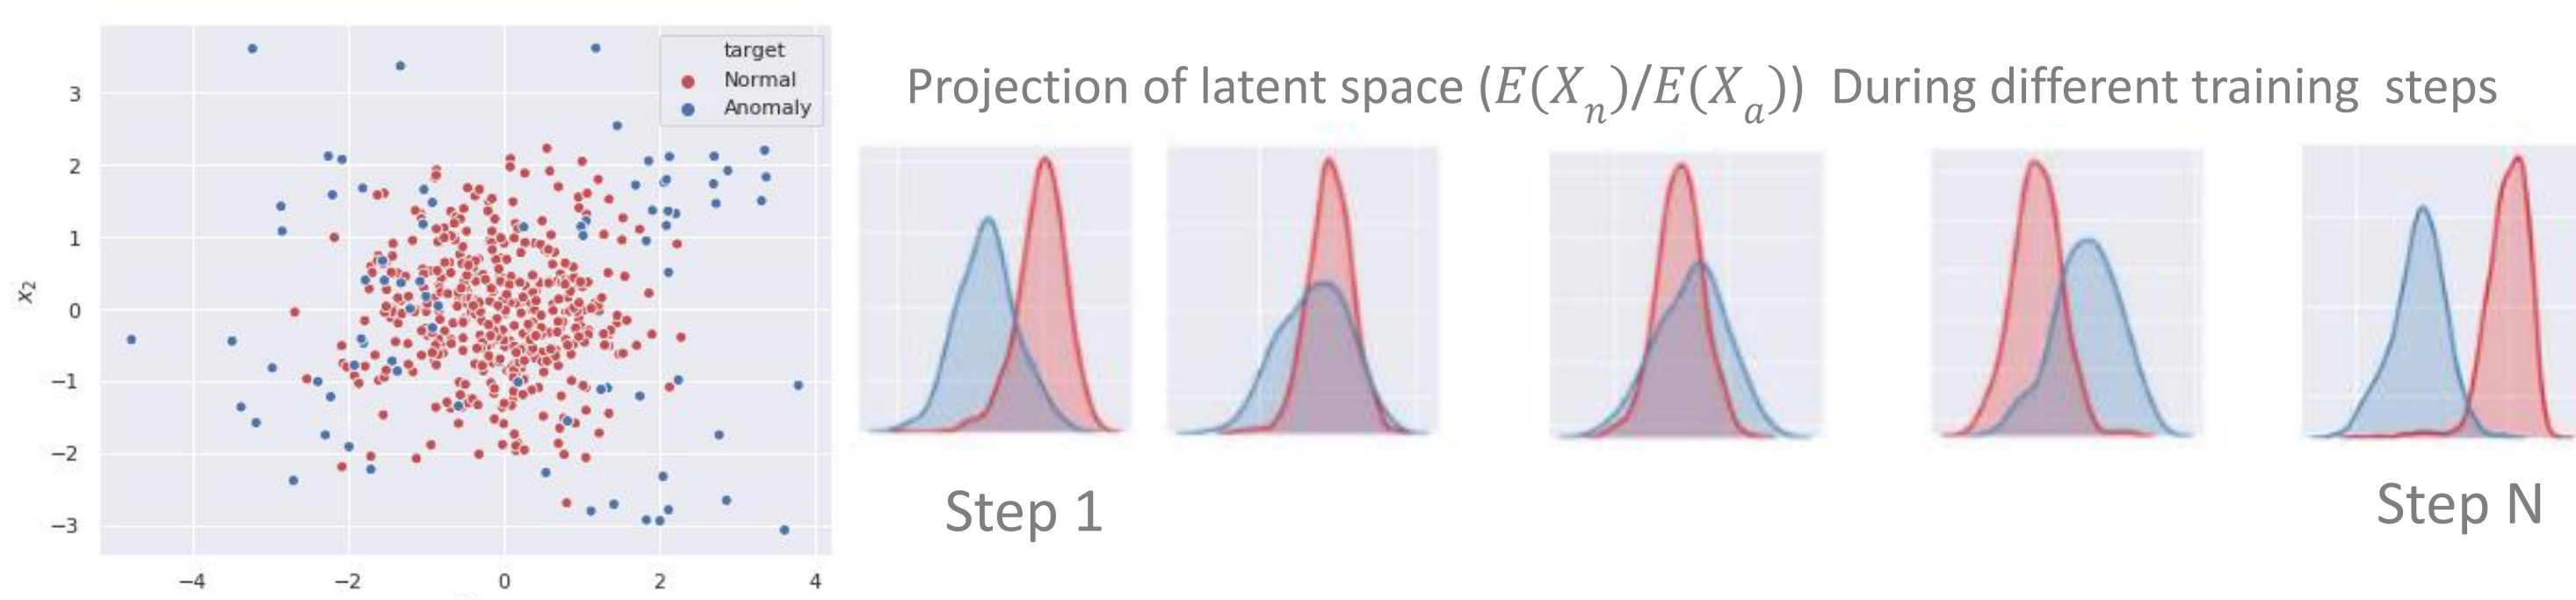 target
Normal
Anomaly
3
2
1
0
−1
−2
−3
x₂
−4 −2 0 2 4
Projection of latent space (E(Xₙ)/E(Xₐ)) During different training steps
Step 1
Step N